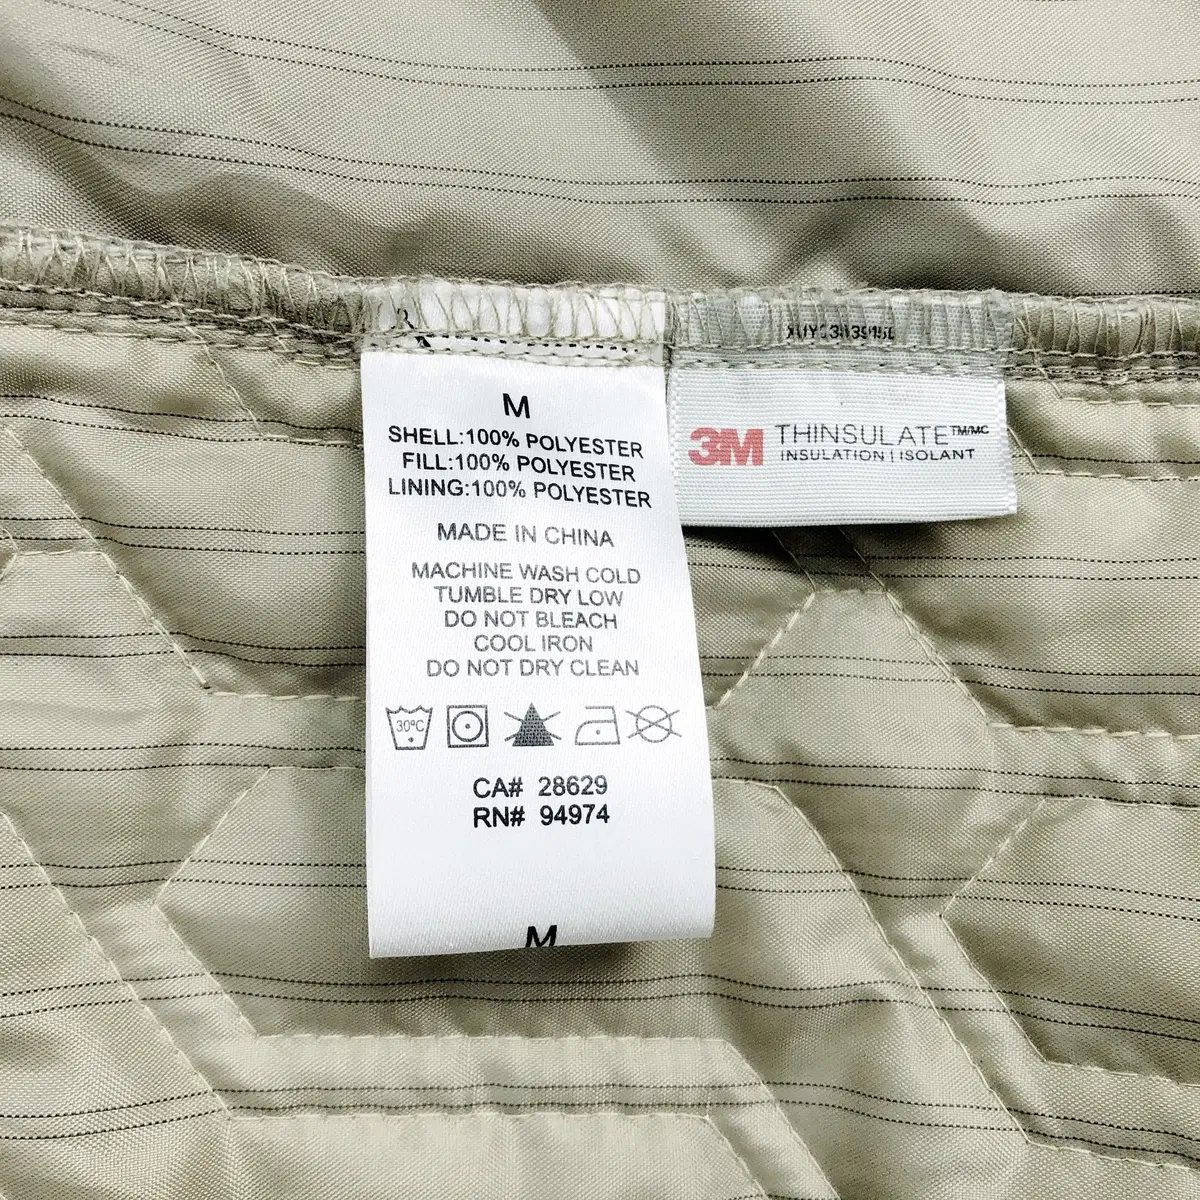 M
SHELL:100% POLYESTER
FILL:100% POLYESTER
LINING:100% POLYESTER
MADE IN CHINA
MACHINE WASH COLD
TUMBLE DRY LOW
DO NOT BLEACH
COOL IRON
DO NOT DRY CLEAN
30°C
CA# 28629
RN# 94974
M
3M THINSULATE™/MC
INSULATION | ISOLANT